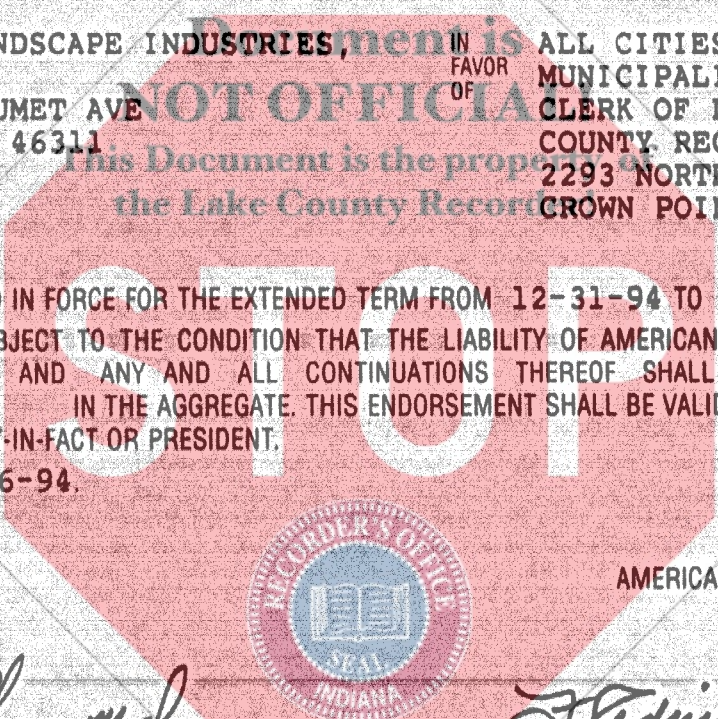 NDSCAPE INDUSTRIES,
IN FAVOR OF
ALL CITIES
MUNICIPALI
UMET AVE
CLERK OF
46311
COUNTY REC
2293 NORTH
CROWN POI
Document is
NOT OFFICIAL!
This Document is the property of
the Lake County Recorder!
STOP
IN FORCE FOR THE EXTENDED TERM FROM 12-31-94 TO
BJECT TO THE CONDITION THAT THE LIABILITY OF AMERICAN
AND ANY AND ALL CONTINUATIONS THEREOF SHALL
IN THE AGGREGATE. THIS ENDORSEMENT SHALL BE VALID
-IN-FACT OR PRESIDENT.
6-94.
RECORDER'S OFFICE
SEAL
INDIANA
AMERICA